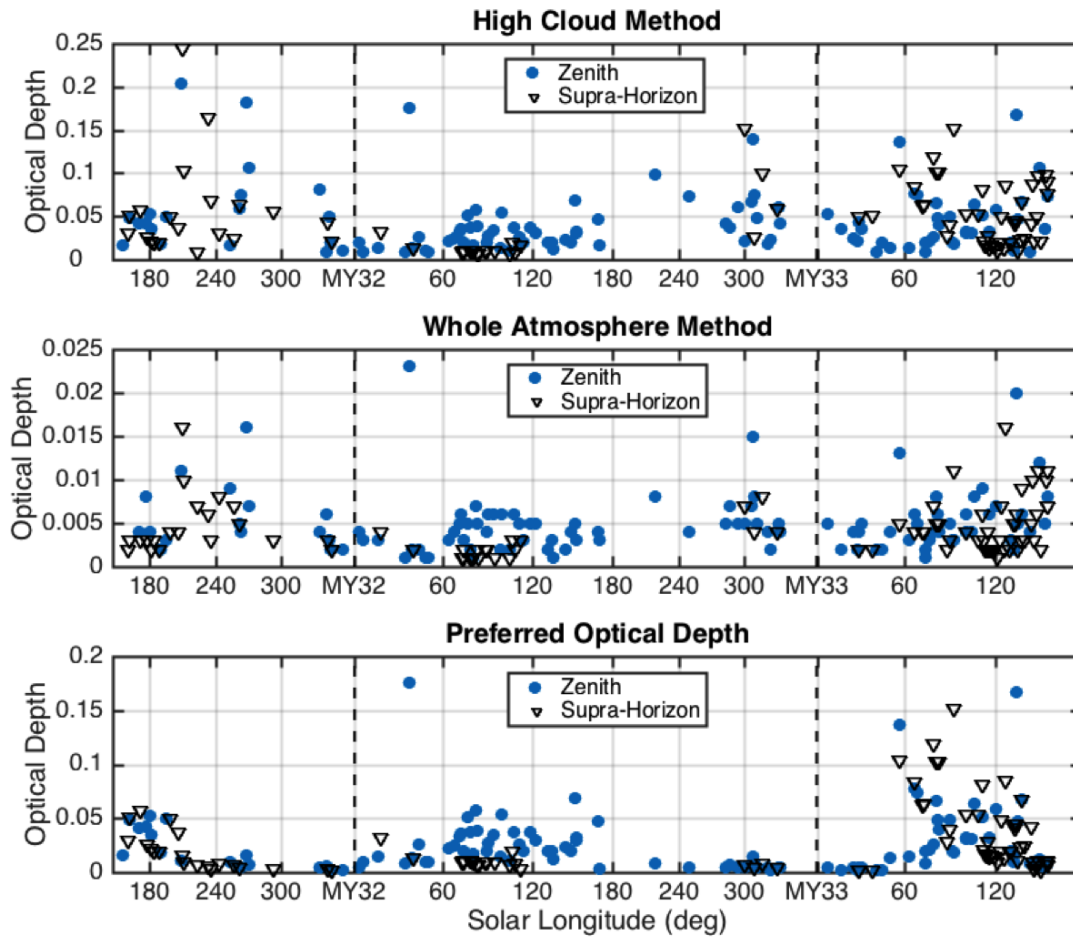 High Cloud Method
Optical Depth
0.25
0.2
0.15
0.1
0.05
0
Zenith
Supra-Horizon
180 240 300 MY32 60 120 180 240 300 MY33 60 120
Whole Atmosphere Method
Optical Depth
0.025
0.02
0.015
0.01
0.005
0
Zenith
Supra-Horizon
180 240 300 MY32 60 120 180 240 300 MY33 60 120
Preferred Optical Depth
Optical Depth
0.2
0.15
0.1
0.05
0
Zenith
Supra-Horizon
180 240 300 MY32 60 120 180 240 300 MY33 60 120
Solar Longitude (deg)